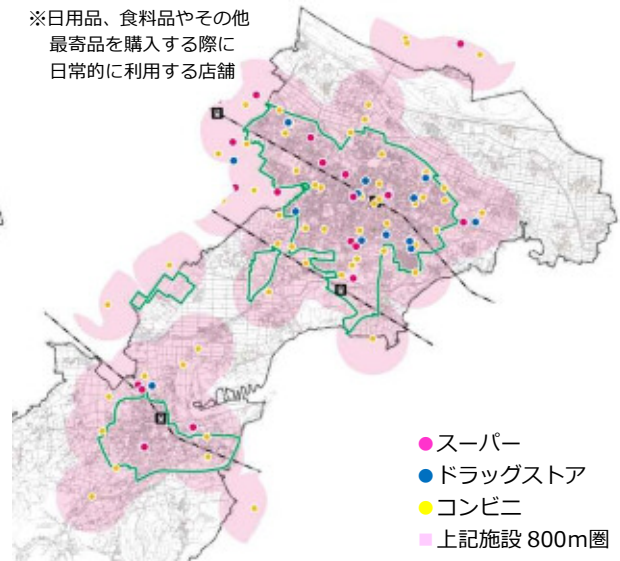 ※日用品、食料品やその他
最寄品を購入する際に
日常的に利用する店舗
スーパー
ドラッグストア
コンビニ
上記施設 800m圏